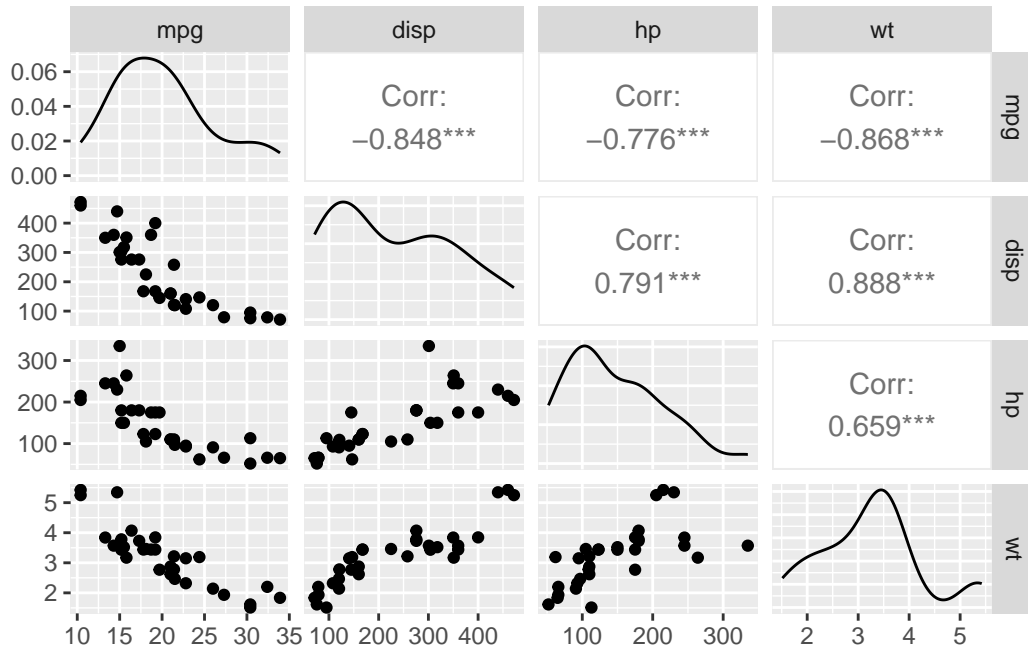 mpg disp hp wt
0.06
0.04
0.02
0.00
Corr:
−0.848***
Corr:
−0.776***
Corr:
−0.868***
mpg
400
300
200
100
Corr:
0.791***
Corr:
0.888***
disp
300
200
100
Corr:
0.659***
hp
5
4
3
2
wt
10 15 20 25 30 35
100 200 300 400
100 200 300
2 3 4 5